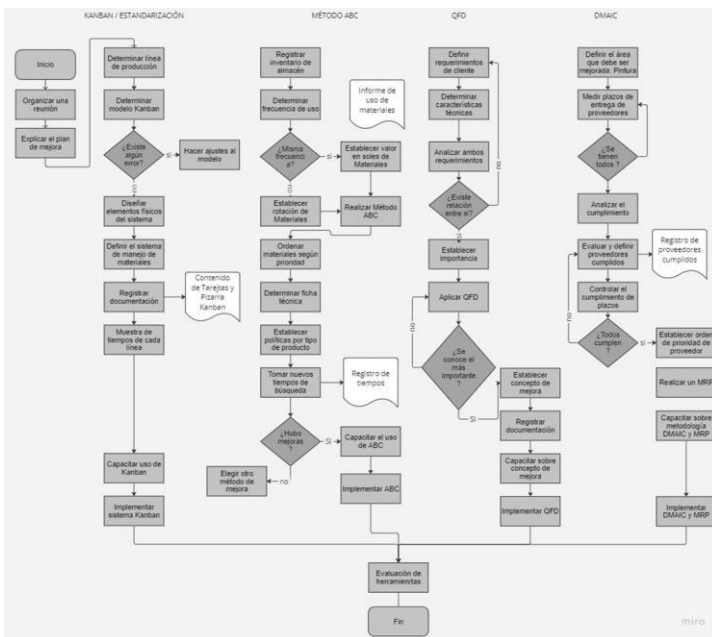 KANBAN / ESTANDARIZACIÓN
MÉTODO ABC
QFD
DMAIC
Inicio
Organizar una
reunión
Explicar el plan
de mejora
Determinar línea
de producción
Determinar
modelo Kanban
¿Existe
algún
error?
si
Hacer ajustes al
modelo
no
Diseñar
elementos físicos
del sistema
Definir el sistema
de manejo de
materiales
Registrar
documentación
Contenido
de Tarejtas y
Pizarra
Kanban
Muestra de
tiempos de cada
línea
Capacitar uso de
Kanban
Implementar
sistema Kanban
Registrar
inventario de
almacén
Determinar
frecuencia de uso
Informe de
uso de
materiales
¿Misma
frecuenci
a?
si
Establecer valor
en soles de
Materiales
no
Establecer
rotación de
Materiales
Realizar Método
ABC
Ordenar
materiales según
prioridad
Determinar ficha
técnica
Establecer
políticas por tipo
de producto
Tomar nuevos
tiempos de
búsqueda
Registro de
tiempos
¿Hubo
mejoras
?
Si
Capacitar el uso
de ABC
no
Elegir otro
método de
mejora
Implementar ABC
Definir
requerimientos
de cliente
Determinar
características
técnicas
Analizar ambos
requerimientos
no
¿Existe
relación
entre sí?
si
Establecer
importancia
Aplicar QFD
no
¿Se
conoce el
más
importante
?
Si
Establecer
concepto de
mejora
Registrar
documentación
Capacitar sobre
concepto de
mejora
Implementar QFD
Definir el área
que debe ser
mejorada: Pintura
Medir plazos de
entrega de
proveedores
¿Se
tienen
todos ?
Analizar el
cumplimiento
Evaluar y definir
proveedores
cumplidos
Registro de
proveedores
cumplidos
Controlar el
cumplimiento de
plazos
no
¿Todos
cumplen
?
si
Establecer orden
de prioridad de
proveedor
Realizar un MRP
Capacitar sobre
metodología
DMAIC y MRP
Implementar
DMAIC y MRP
Evaluación de
herramienrtas
Fin
miro